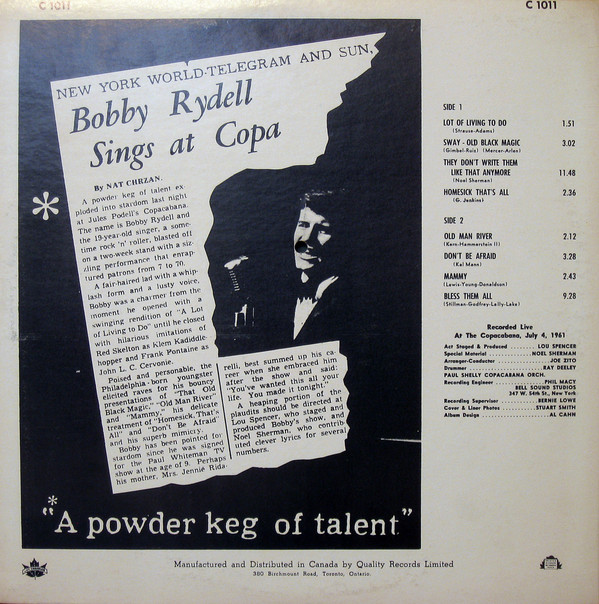 C 1011
C 1011
NEW YORK WORLD-TELEGRAM AND SUN,
Bobby Rydell
Sings at Copa
By NAT CHRZAN.
A powder keg of talent ex-
ploded into stardom last night
at Jules Podell's Copacabana.
The name is Bobby Rydell and
the 19-year-old singer, a some-
time rock 'n' roller, blasted off
on a two-week stand with a siz-
zling performance that enrap-
tured patrons from 7 to 70.
A fair-haired lad with a whip-
lash form and a lusty voice,
Bobby was a charmer from the
moment he opened with a
swinging rendition of "A Lot
of Living to Do" until he closed
with hilarious imitations of
Red Skelton as Klem Kadiddle-
hopper and Frank Fontaine as
John L. C. Cervonie.
Poised and personable, the
Philadelphia-born youngster
elicited raves for his bouncy
presentations of "That Old
Black Magic," "Old Man River"
and "Mammy," his delicate
treatment of "Homesick, That's
All" and "Don't Be Afraid"
and his superb mimicry.
Bobby has been pointed for
stardom since he was signed
for the Paul Whiteman TV
show at the age of 9. Perhaps
his mother, Mrs. Jennie Rida-
relli, best summed up his ca-
reer when she embraced him
after the show and said:
"You've wanted this all your
life. You made it tonight."
A heaping portion of the
plaudits should be directed at
Lou Spencer, who staged and
produced Bobby's show, and
Noel Sherman, who contrib-
uted clever lyrics for several
numbers.
*
*
"A powder keg of talent."
SIDE 1
LOT OF LIVING TO DO 1.51
(Strouse-Adams)
SWAY - OLD BLACK MAGIC 3.02
(Gimbel-Ruiz) (Mercer-Arlen)
THEY DON'T WRITE THEM
LIKE THAT ANYMORE 11.48
(Noel Sherman)
HOMESICK THAT'S ALL 2.36
(G. Jenkins)
SIDE 2
OLD MAN RIVER 2.12
(Kern-Hammerstein II)
DON'T BE AFRAID 3.28
(Kal Mann)
MAMMY 2.43
(Lewis-Young-Donaldson)
BLESS THEM ALL 9.28
(Stillman-Godfrey-Lally-Lake)
Recorded Live
At The Copacabana, July 4, 1961
Act Staged & Produced ........ LOU SPENCER
Special Material ........ NOEL SHERMAN
Arranger-Conductor ........ JOE ZITO
Drummer ........ RAY DEELEY
PAUL SHELLY COPACABANA ORCH.
Recording Engineer ........ PHIL MACY
BELL SOUND STUDIOS
347 W. 54th St., New York
Recording Supervisor ........ BERNIE LOWE
Cover & Liner Photos ........ STUART SMITH
Album Design ........ AL CAHN
Manufactured and Distributed in Canada by Quality Records Limited
380 Birchmount Road, Toronto, Ontario.